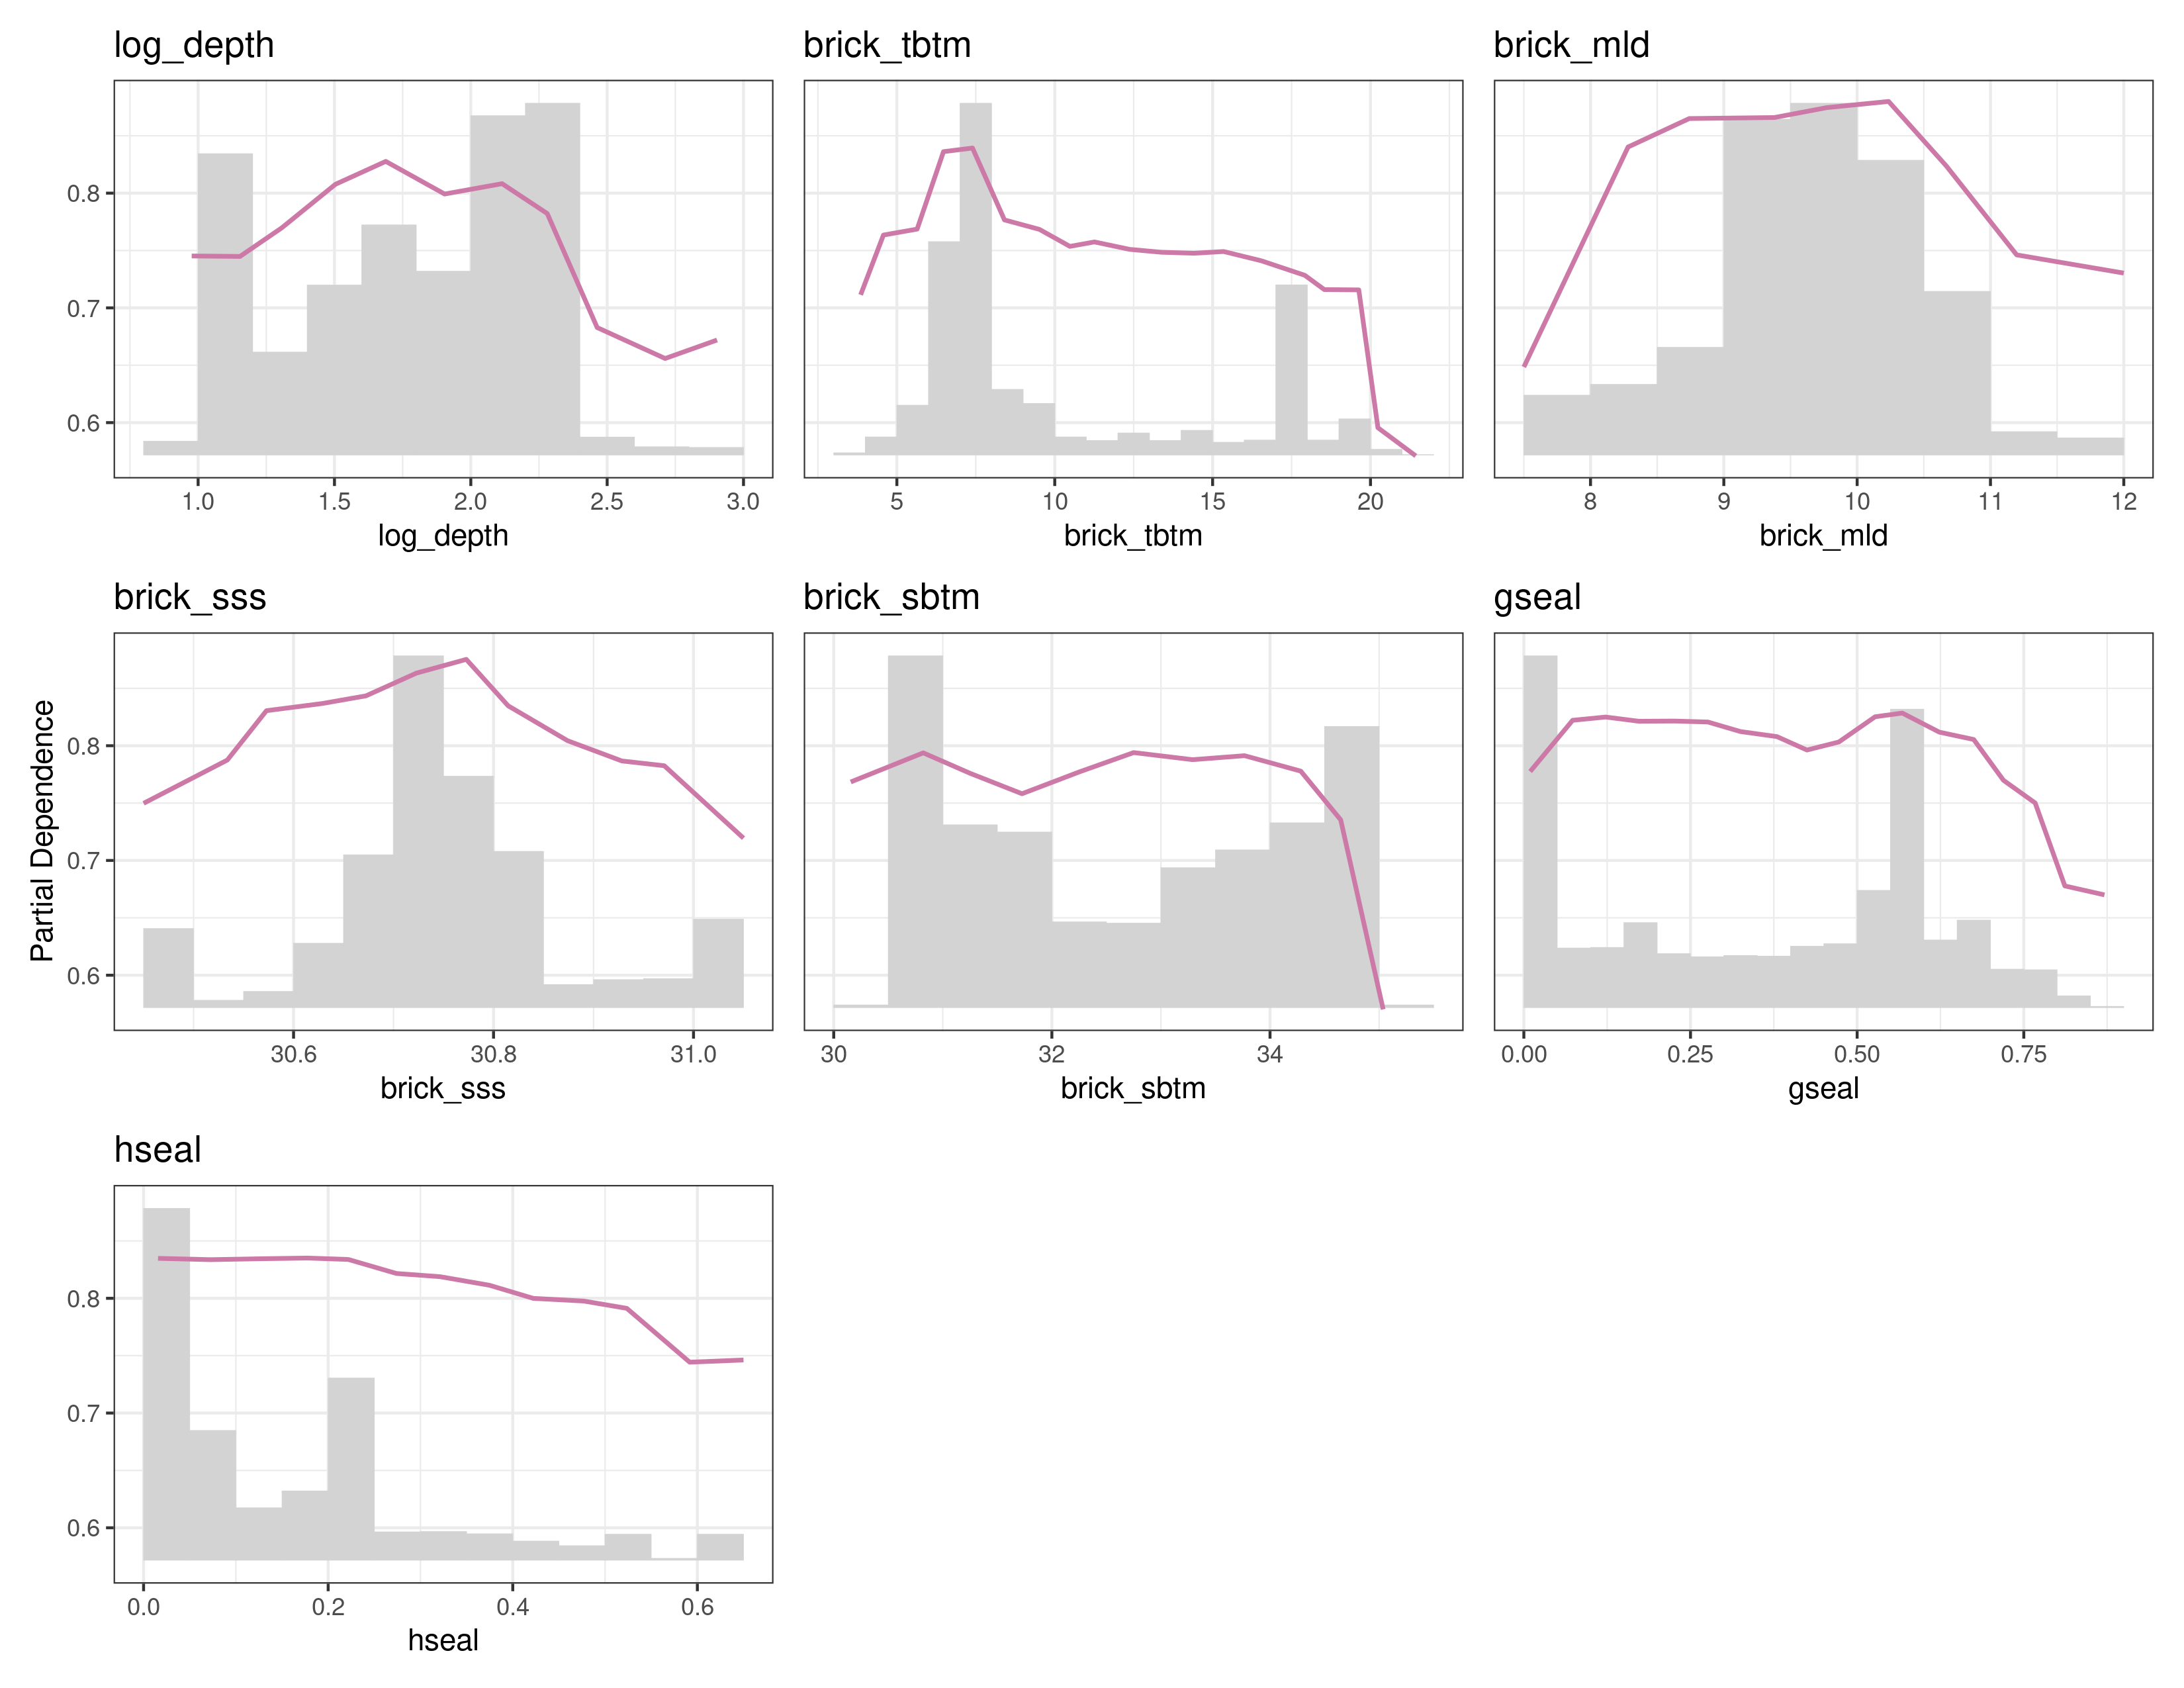 log_depth
brick_tbtm
brick_mld
0.8
0.7
0.6
1.0 1.5 2.0 2.5 3.0
5 10 15 20
8 9 10 11 12
log_depth
brick_tbtm
brick_mld
brick_sss
brick_sbtm
gseal
Partial Dependence
0.8
0.7
0.6
30.6 30.8 31.0
30 32 34
0.00 0.25 0.50 0.75
brick_sss
brick_sbtm
gseal
hseal
0.8
0.7
0.6
0.0 0.2 0.4 0.6
hseal